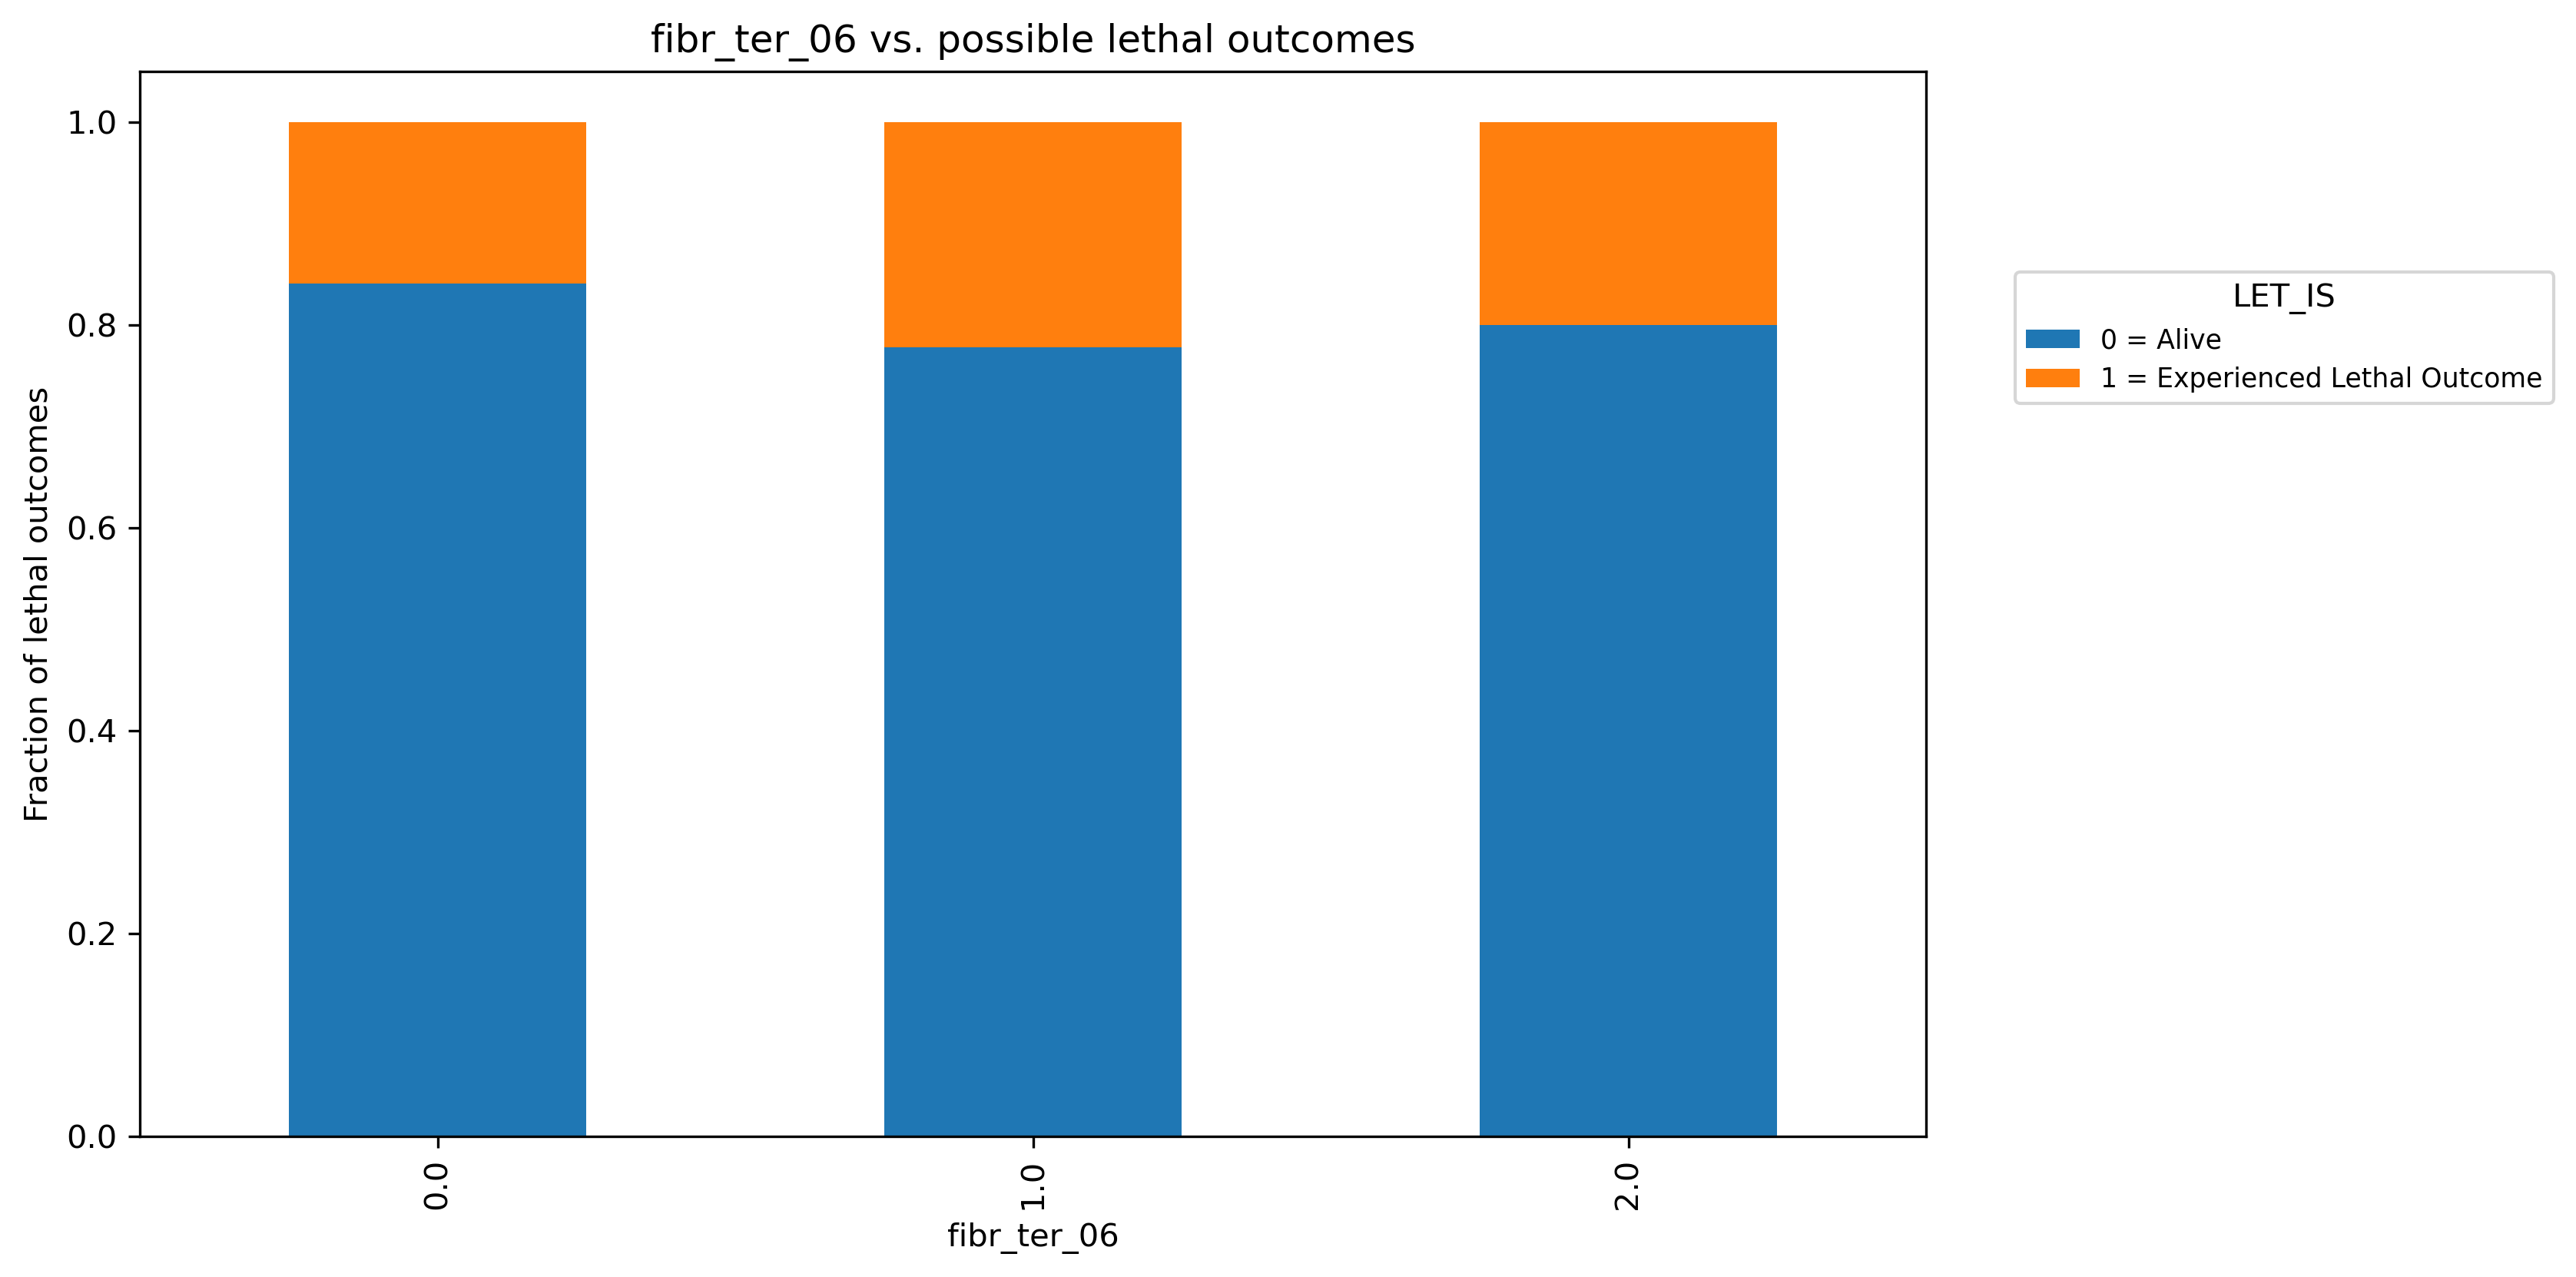 fibr_ter_06 vs. possible lethal outcomes
Fraction of lethal outcomes
1.0
0.8
0.6
0.4
0.2
0.0
0.0
1.0
2.0
fibr_ter_06
LET_IS
0 = Alive
1 = Experienced Lethal Outcome